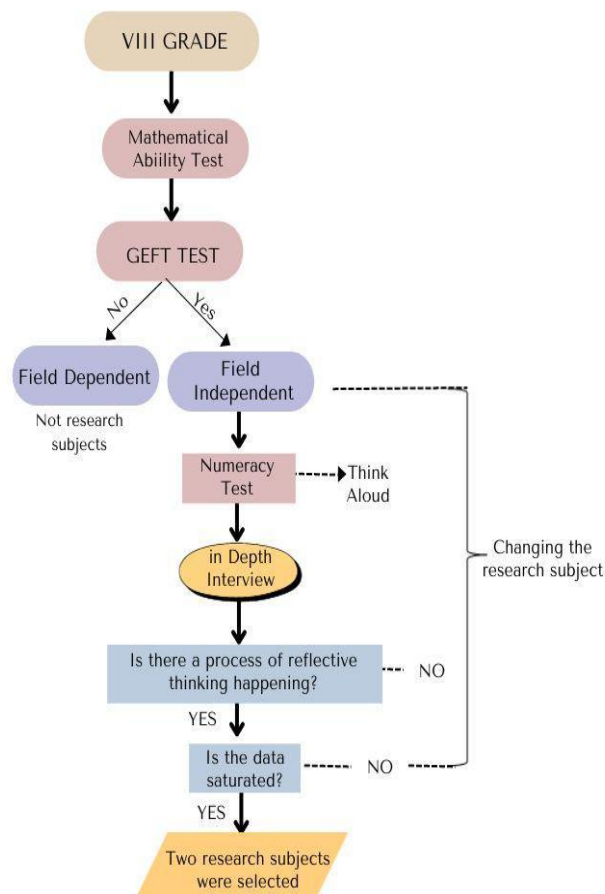 VIII GRADE
Mathematical
Abiility Test
GEFT TEST
No
Yes
Field Dependent
Not research
subjects
Field
Independent
Numeracy
Test
Think
Aloud
in Depth
Interview
Changing the
research subject
Is there a process of reflective
thinking happening?
NO
YES
Is the data
saturated?
NO
YES
Two research subjects
were selected